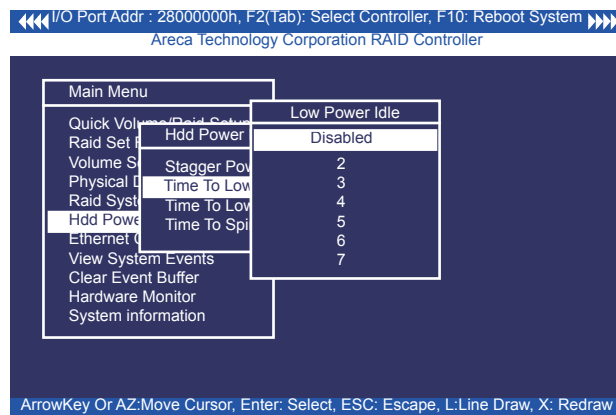 I/O Port Addr : 28000000h, F2(Tab): Select Controller, F10: Reboot System
Areca Technology Corporation RAID Controller
Main Menu
Quick Volume/Raid Setup
Raid Set F
Volume S
Physical D
Raid Syst
Hdd Powe
Ethernet C
View System Events
Clear Event Buffer
Hardware Monitor
System information
Hdd Power
Stagger Pow
Time To Low
Time To Low
Time To Spi
Low Power Idle
Disabled
2
3
4
5
6
7
ArrowKey Or AZ:Move Cursor, Enter: Select, ESC: Escape, L:Line Draw, X: Redraw